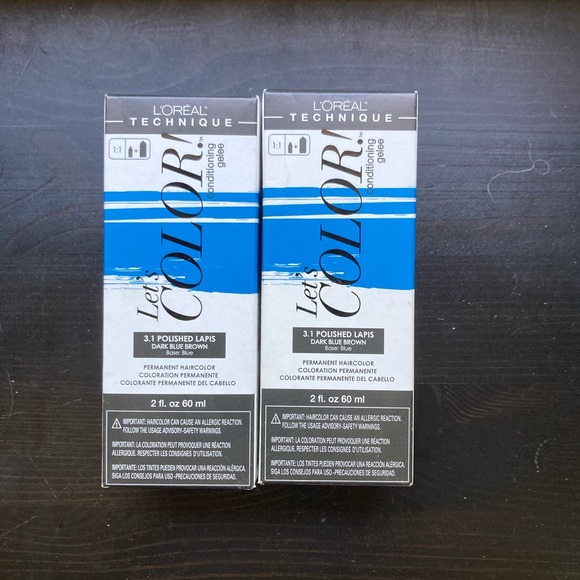 L'ORÉAL®
TECHNIQUE
1:1
Let's
COLOR!™
conditioning
gelee
3.1 POLISHED LAPIS
DARK BLUE BROWN
Base: Blue
PERMANENT HAIRCOLOR
COLORATION PERMANENTE
COLORANTE PERMANENTE DEL CABELLO
2 fl. oz 60 ml
IMPORTANT: HAIRCOLOR CAN CAUSE AN ALLERGIC REACTION.
FOLLOW THE USAGE ADVISORY-SAFETY WARNINGS.
IMPORTANT: LA COLORATION PEUT PROVOQUER UNE RÉACTION
ALLERGIQUE. RESPECTER LES CONSIGNES D'UTILISATION.
IMPORTANTE: LOS TINTES PUEDEN PROVOCAR UNA REACCIÓN ALÉRGICA.
SIGA LOS CONSEJOS PARA USO–PRECAUCIONES DE SEGURIDAD.
L'ORÉAL®
TECHNIQUE
1:1
Let's
COLOR!™
conditioning
gelee
3.1 POLISHED LAPIS
DARK BLUE BROWN
Base: Blue
PERMANENT HAIRCOLOR
COLORATION PERMANENTE
COLORANTE PERMANENTE DEL CABELLO
2 fl. oz 60 ml
IMPORTANT: HAIRCOLOR CAN CAUSE AN ALLERGIC REACTION.
FOLLOW THE USAGE ADVISORY-SAFETY WARNINGS.
IMPORTANT: LA COLORATION PEUT PROVOQUER UNE RÉACTION
ALLERGIQUE. RESPECTER LES CONSIGNES D'UTILISATION.
IMPORTANTE: LOS TINTES PUEDEN PROVOCAR UNA REACCIÓN ALÉRGICA.
SIGA LOS CONSEJOS PARA USO–PRECAUCIONES DE SEGURIDAD.